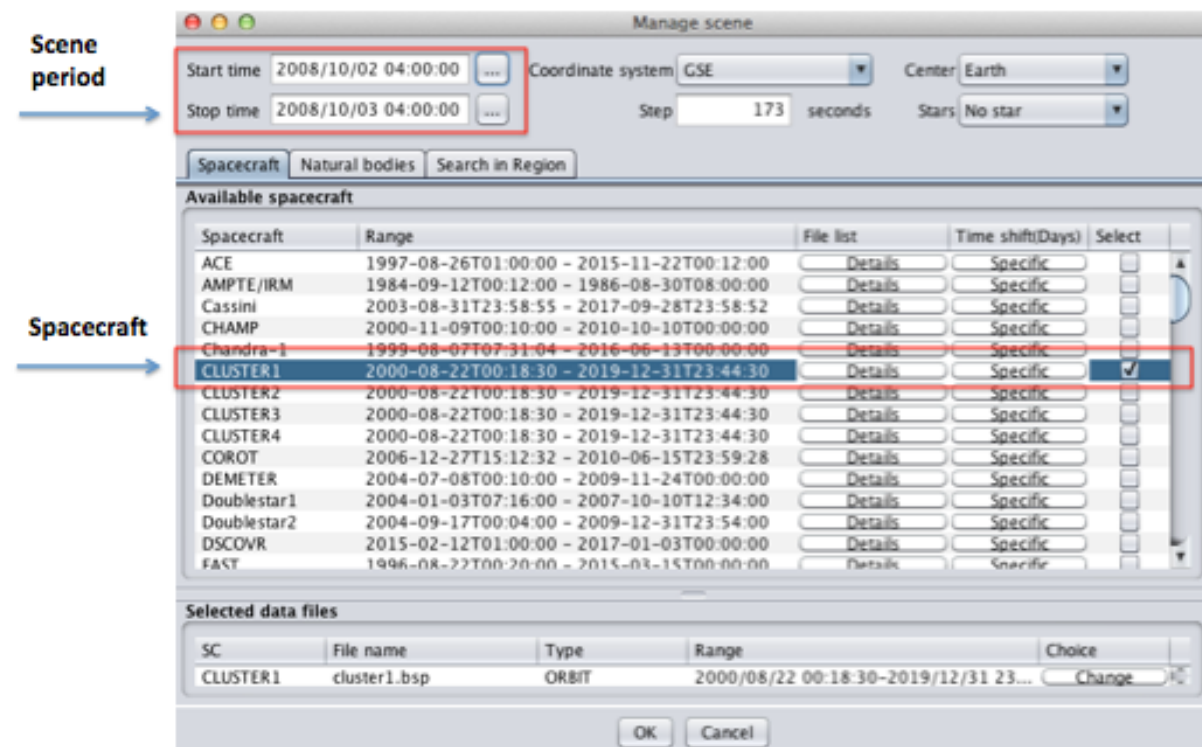 Manage scene
Scene period
Start time 2008/10/02 04:00:00 ... Coordinate system GSE Center Earth
Stop time 2008/10/03 04:00:00 ... Step 173 seconds Stars No star
Spacecraft Natural bodies Search in Region
Available spacecraft
Spacecraft Range File list Time shift(Days) Select
ACE 1997-08-26T01:00:00 - 2015-11-22T00:12:00 Details Specific
AMPTE/IRM 1984-09-12T00:12:00 - 1986-08-30T08:00:00 Details Specific
Cassini 2003-08-31T23:58:55 - 2017-09-28T23:58:52 Details Specific
CHAMP 2000-11-09T00:10:00 - 2010-10-10T00:00:00 Details Specific
Chandra-1 1999-08-07T07:31:04 - 2016-06-13T00:00:00 Details Specific
Spacecraft
CLUSTER1 2000-08-22T00:18:30 - 2019-12-31T23:44:30 Details Specific
CLUSTER2 2000-08-22T00:18:30 - 2019-12-31T23:44:30 Details Specific
CLUSTER3 2000-08-22T00:18:30 - 2019-12-31T23:44:30 Details Specific
CLUSTER4 2000-08-22T00:18:30 - 2019-12-31T23:44:30 Details Specific
COROT 2006-12-27T15:12:32 - 2010-06-15T23:59:28 Details Specific
DEMETER 2004-07-08T00:10:00 - 2009-11-24T00:00:00 Details Specific
Doublestar1 2004-01-03T07:16:00 - 2007-10-10T12:34:00 Details Specific
Doublestar2 2004-09-17T00:04:00 - 2009-12-31T23:54:00 Details Specific
DSCOVR 2015-02-12T01:00:00 - 2017-01-03T00:00:00 Details Specific
FAST 1996-08-22T00:20:00 - 2015-03-15T00:00:00 Details Specific
Selected data files
SC File name Type Range Choice
CLUSTER1 cluster1.bsp ORBIT 2000/08/22 00:18:30-2019/12/31 23... Change
OK Cancel